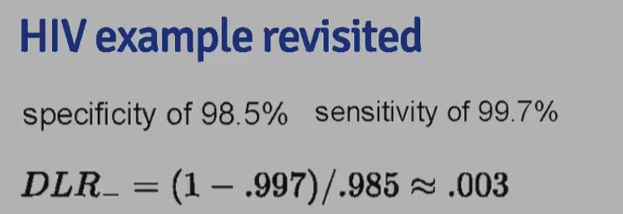 HIV example revisited
specificity of 98.5% sensitivity of 99.7%
DLR₋ = (1 − .997)/.985 ≈ .003